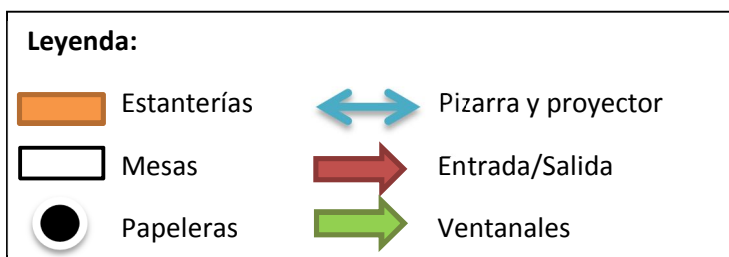 Leyenda:
Estanterías Pizarra y proyector
Mesas Entrada/Salida
Papeleras Ventanales